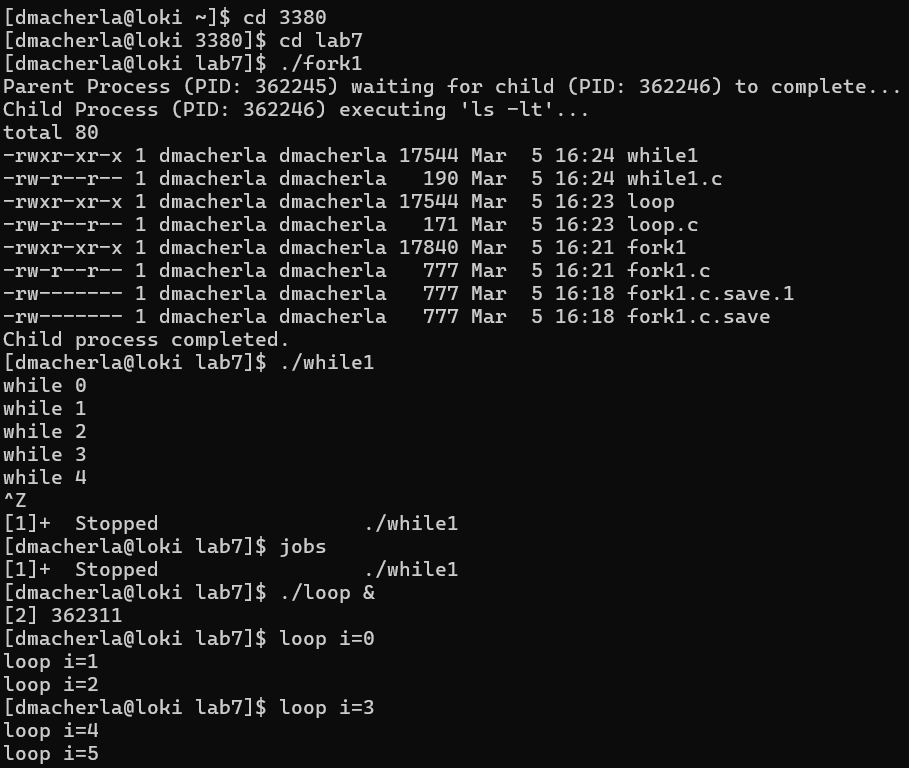 [dmacherla@loki ~]$ cd 3380
[dmacherla@loki 3380]$ cd lab7
[dmacherla@loki lab7]$ ./fork1
Parent Process (PID: 362245) waiting for child (PID: 362246) to complete...
Child Process (PID: 362246) executing 'ls -lt'...
total 80
-rwxr-xr-x 1 dmacherla dmacherla 17544 Mar  5 16:24 while1
-rw-r--r-- 1 dmacherla dmacherla   190 Mar  5 16:24 while1.c
-rwxr-xr-x 1 dmacherla dmacherla 17544 Mar  5 16:23 loop
-rw-r--r-- 1 dmacherla dmacherla   171 Mar  5 16:23 loop.c
-rwxr-xr-x 1 dmacherla dmacherla 17840 Mar  5 16:21 fork1
-rw-r--r-- 1 dmacherla dmacherla   777 Mar  5 16:21 fork1.c
-rw------- 1 dmacherla dmacherla   777 Mar  5 16:18 fork1.c.save.1
-rw------- 1 dmacherla dmacherla   777 Mar  5 16:18 fork1.c.save
Child process completed.
[dmacherla@loki lab7]$ ./while1
while 0
while 1
while 2
while 3
while 4
^Z
[1]+  Stopped                 ./while1
[dmacherla@loki lab7]$ jobs
[1]+  Stopped                 ./while1
[dmacherla@loki lab7]$ ./loop &
[2] 362311
[dmacherla@loki lab7]$ loop i=0
loop i=1
loop i=2
[dmacherla@loki lab7]$ loop i=3
loop i=4
loop i=5